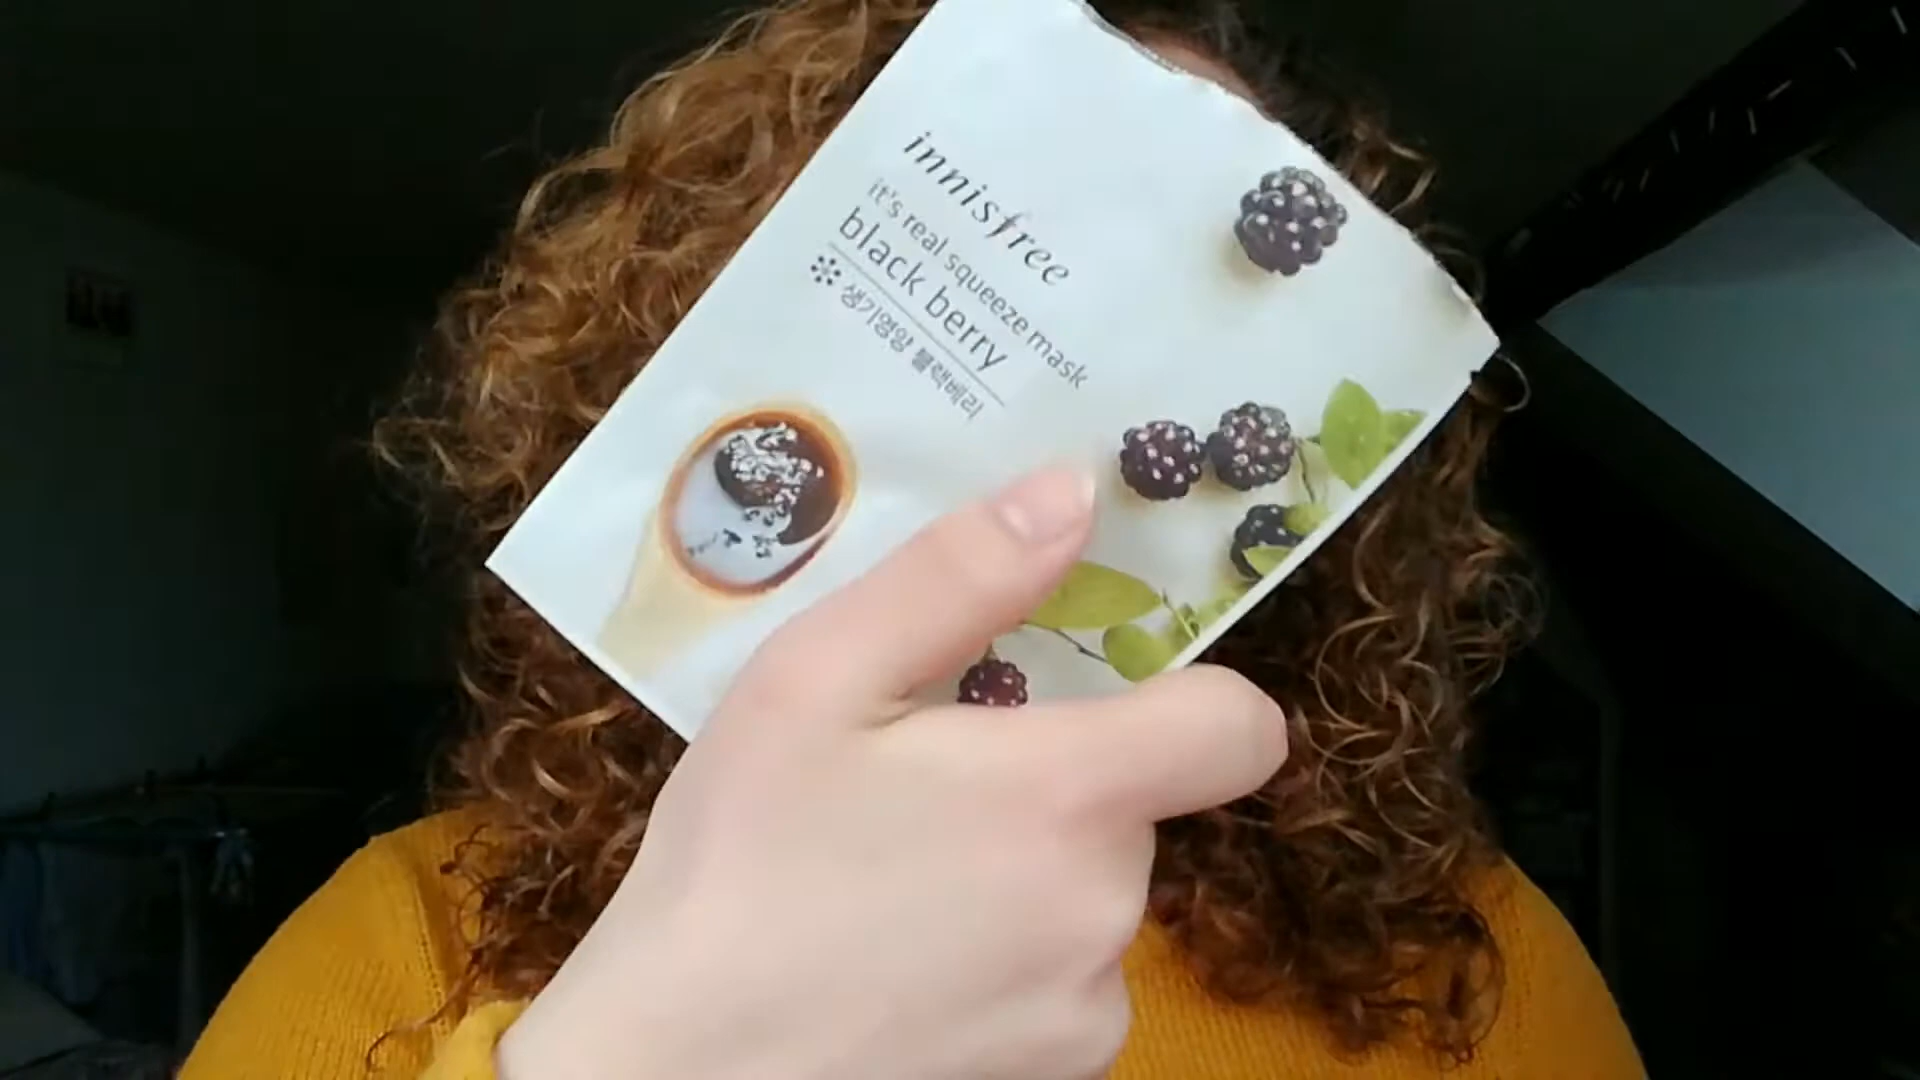 innisfree
it's real squeeze mask
black berry
생기영양 블랙베리